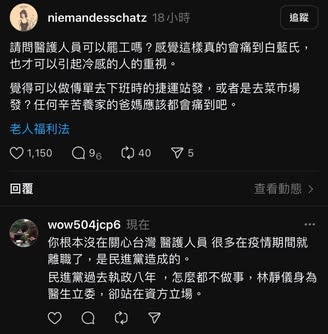 niemandesschatz 18小時
追蹤
請問醫護人員可以罷工嗎？感覺這樣真的會痛到白藍氏，
也才可以引起冷感的人的重視。
覺得可以做傳單去下班時的捷運站發，或者是去菜市場
發？任何辛苦養家的爸媽應該都會痛到吧。
老人福利法
1,150 96 40 5
回覆
查看動態 >
wow504jcp6 現在
你根本沒在關心台灣 醫護人員 很多在疫情期間就
離職了，是民進黨造成的。
民進黨過去執政八年 ，怎麼都不做事，林靜儀身為
醫生立委，卻站在資方立場。